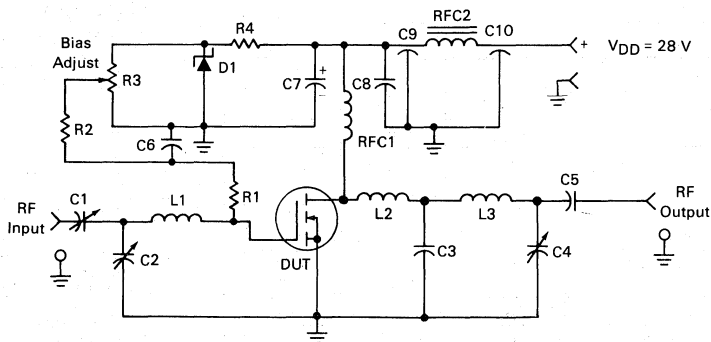 RFC2
C9
C10
R4
+
VDD = 28 V
Bias
Adjust
R3
D1
C7
+
C8
R2
C6
RFC1
R1
C1
L1
C5
RF
Input
RF
Output
L2
L3
C2
C3
C4
DUT